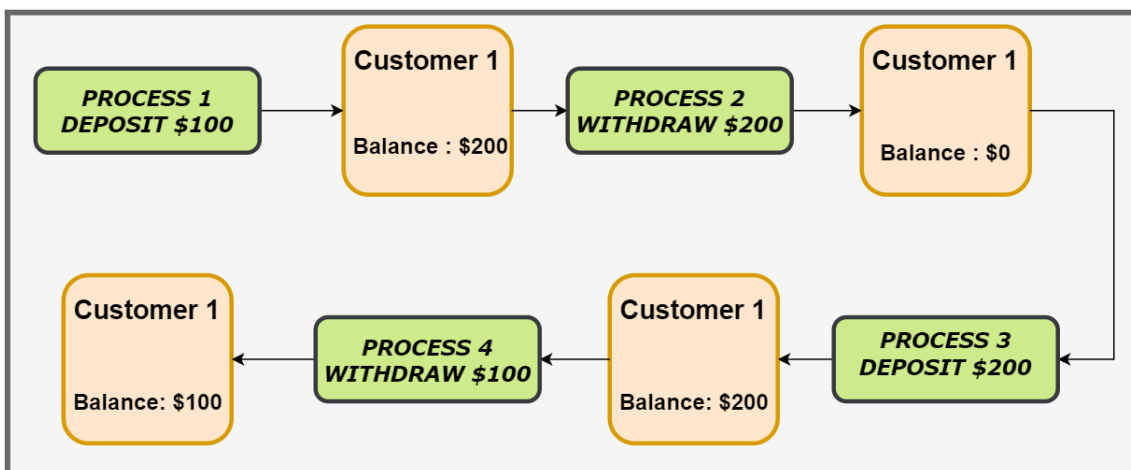 PROCESS 1
DEPOSIT $100
Customer 1
Balance : $200
PROCESS 2
WITHDRAW $200
Customer 1
Balance : $0
PROCESS 3
DEPOSIT $200
Customer 1
Balance: $200
PROCESS 4
WITHDRAW $100
Customer 1
Balance: $100